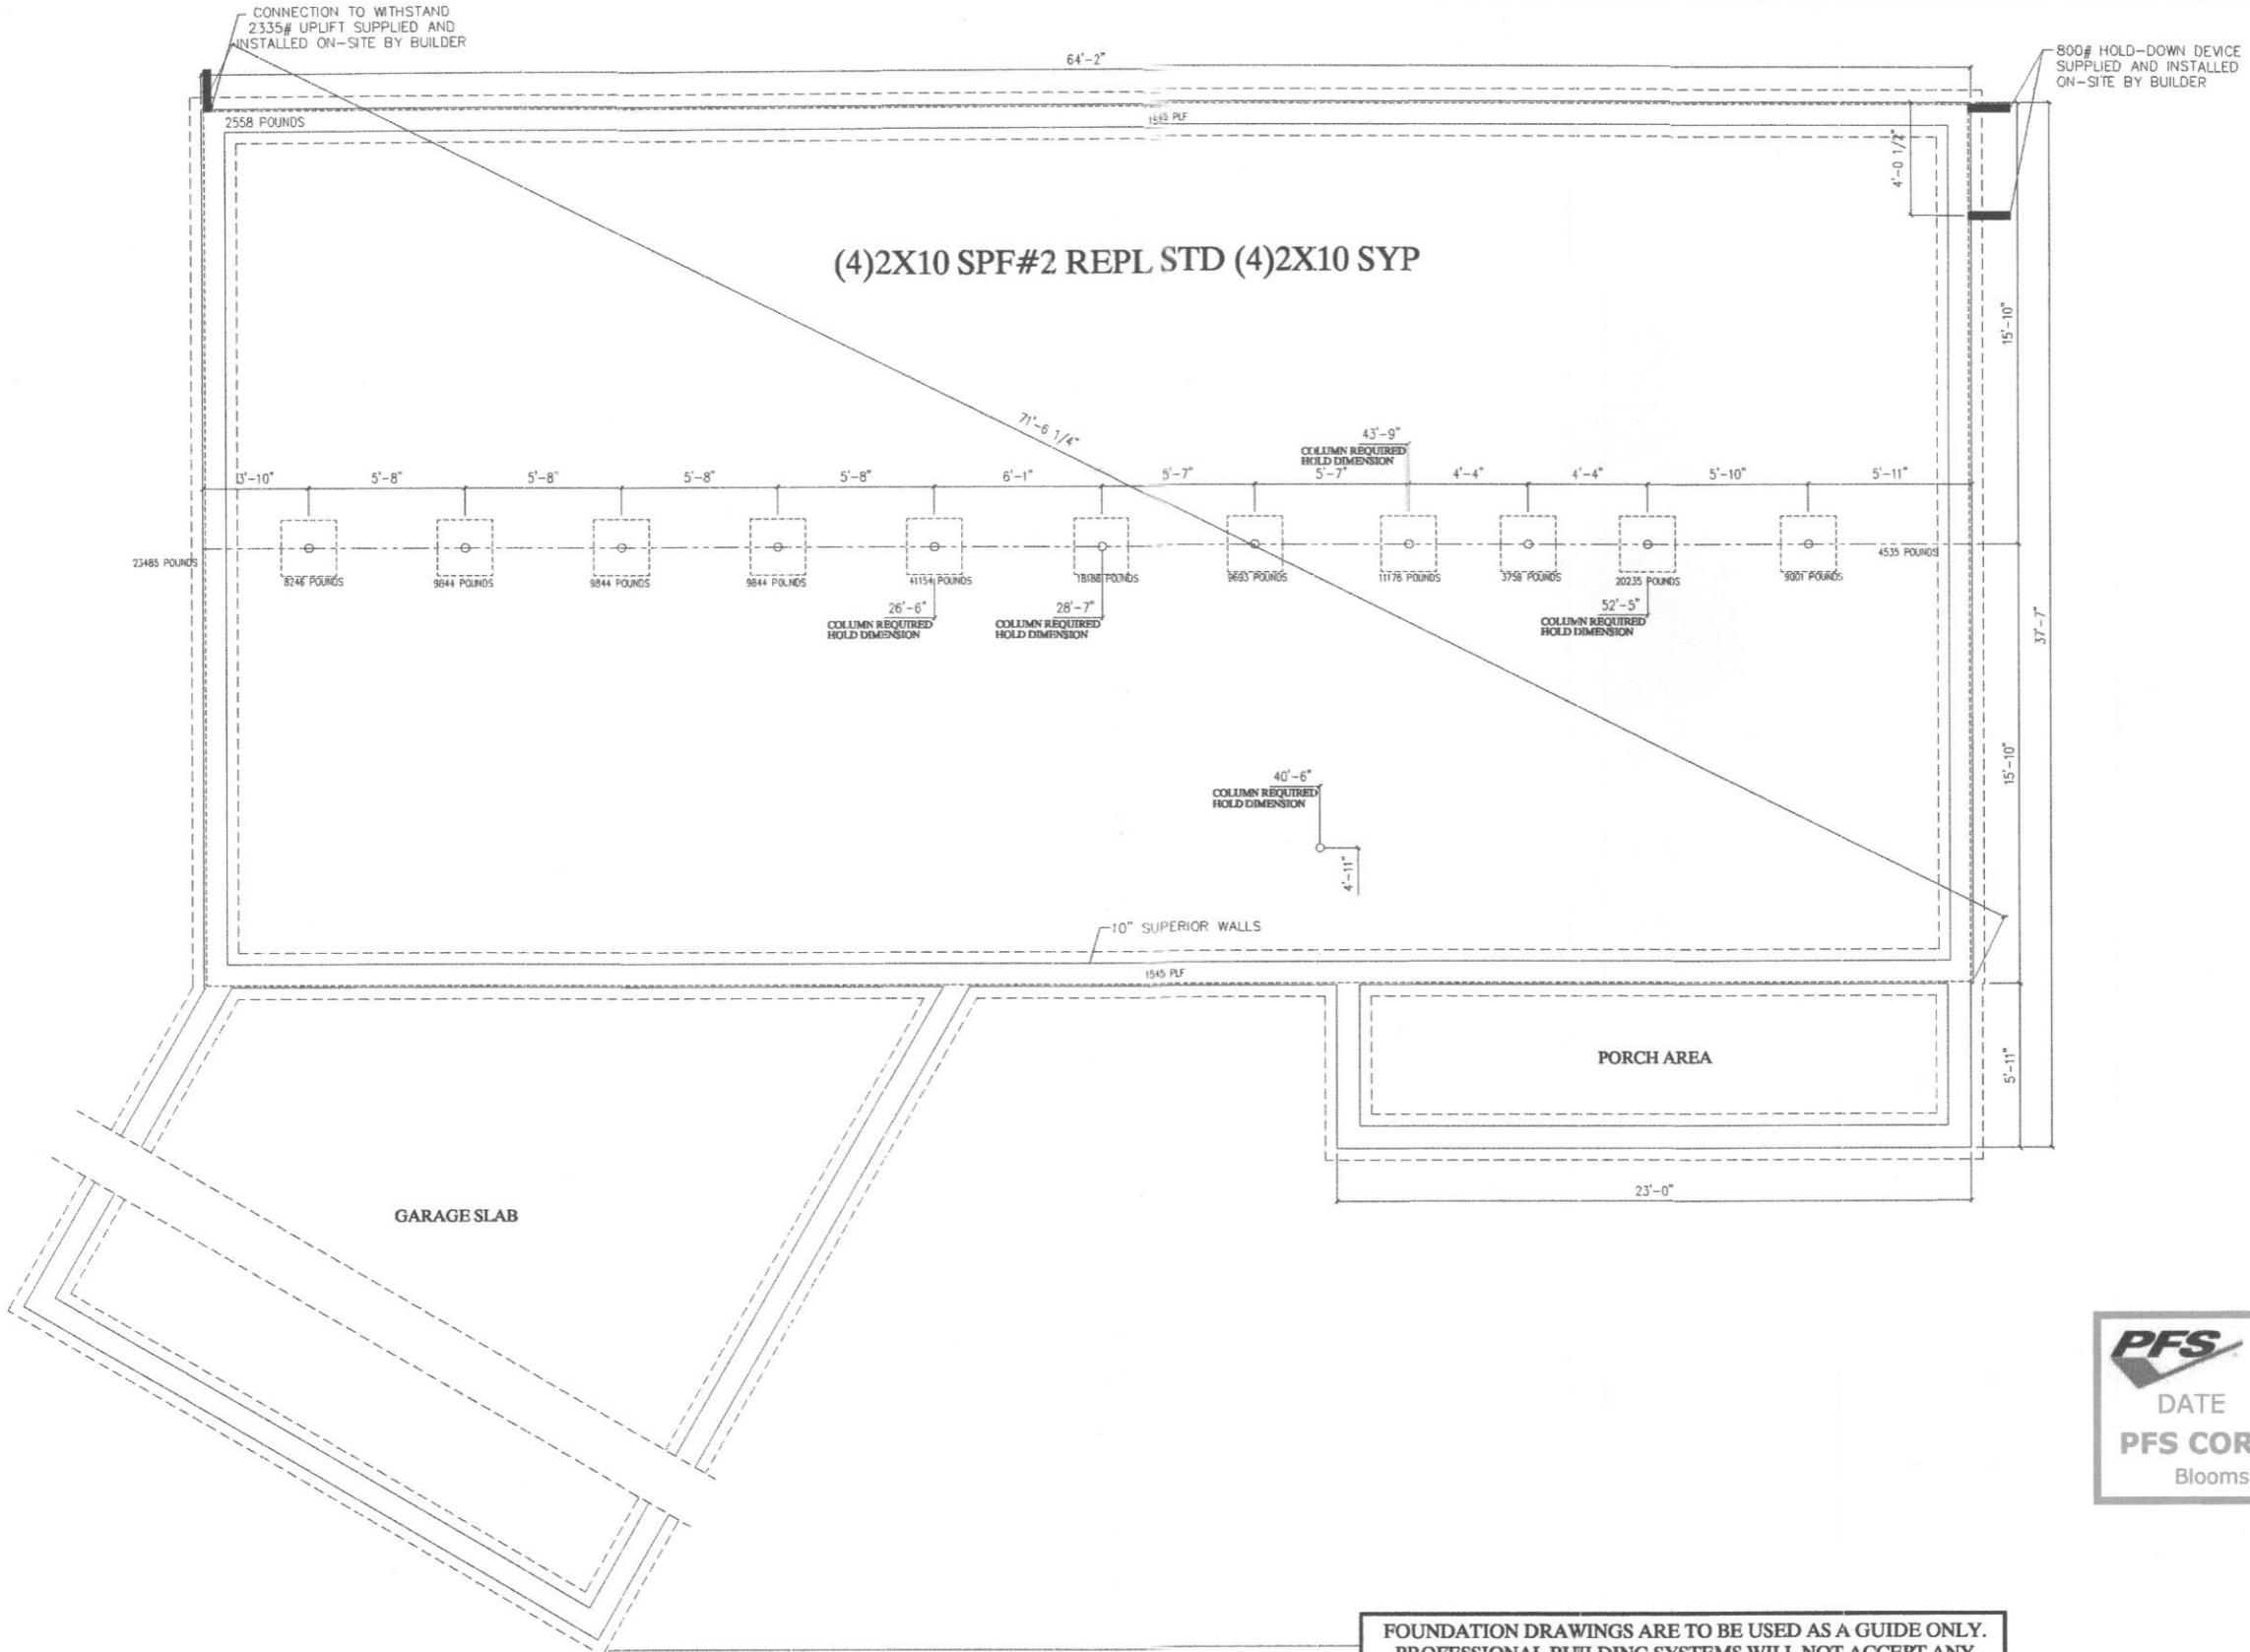 CONNECTION TO WITHSTAND
2335# UPLIFT SUPPLIED AND
INSTALLED ON-SITE BY BUILDER
64'-2"
800# HOLD-DOWN DEVICE
SUPPLIED AND INSTALLED
ON-SITE BY BUILDER
2558 POUNDS
PLF
4'-0 1/2"
(4)2X10 SPF#2 REPL STD (4)2X10 SYP
15'-10"
71'-6 1/4"
43'-9"
COLUMN REQUIRED
HOLD DIMENSION
3'-10"
5'-8"
5'-8"
5'-8"
5'-8"
6'-1"
5'-7"
5'-7"
4'-4"
4'-4"
5'-10"
5'-11"
23485 POUNDS
4535 POUNDS
8246 POUNDS
9844 POUNDS
9844 POUNDS
9844 POUNDS
41154 POUNDS
18188 POUNDS
9693 POUNDS
11176 POUNDS
3759 POUNDS
20235 POUNDS
9001 POUNDS
26'-6"
COLUMN REQUIRED
HOLD DIMENSION
28'-7"
COLUMN REQUIRED
HOLD DIMENSION
52'-5"
COLUMN REQUIRED
HOLD DIMENSION
37'-7"
40'-6"
COLUMN REQUIRED
HOLD DIMENSION
4'-11"
15'-10"
10" SUPERIOR WALLS
1545 PLF
PORCH AREA
5'-11"
23'-0"
GARAGE SLAB
PFS
DATE
PFS COR
Blooms
FOUNDATION DRAWINGS ARE TO BE USED AS A GUIDE ONLY.
PROFESSIONAL BUILDING SYSTEMS WILL NOT ACCEPT ANY